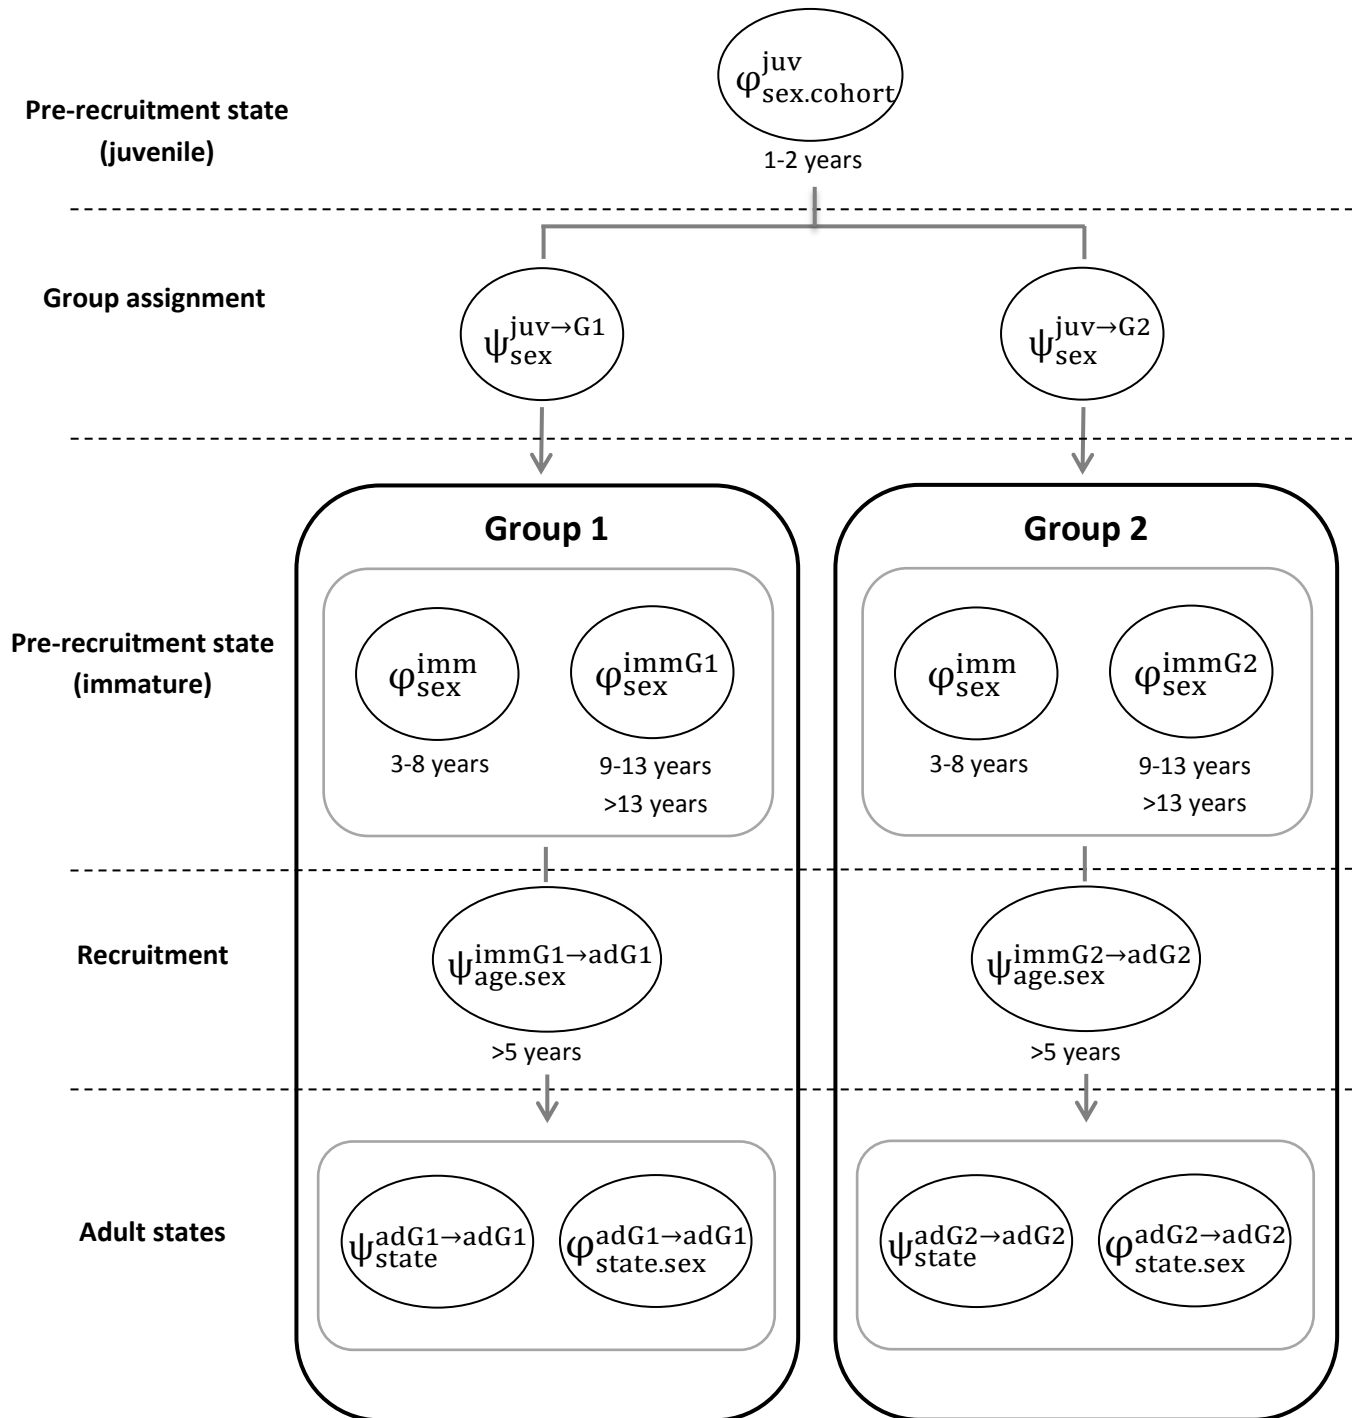 φ^juv_sex.cohort
Pre-recruitment state
(juvenile)
1-2 years
Group assignment
ψ^juv→G1_sex
ψ^juv→G2_sex
Group 1
Group 2
Pre-recruitment state
(immature)
φ^imm_sex
φ^immG1_sex
φ^imm_sex
φ^immG2_sex
3-8 years
9-13 years
>13 years
3-8 years
9-13 years
>13 years
Recruitment
ψ^immG1→adG1_age.sex
ψ^immG2→adG2_age.sex
>5 years
>5 years
Adult states
ψ^adG1→adG1_state
φ^adG1→adG1_state.sex
ψ^adG2→adG2_state
φ^adG2→adG2_state.sex